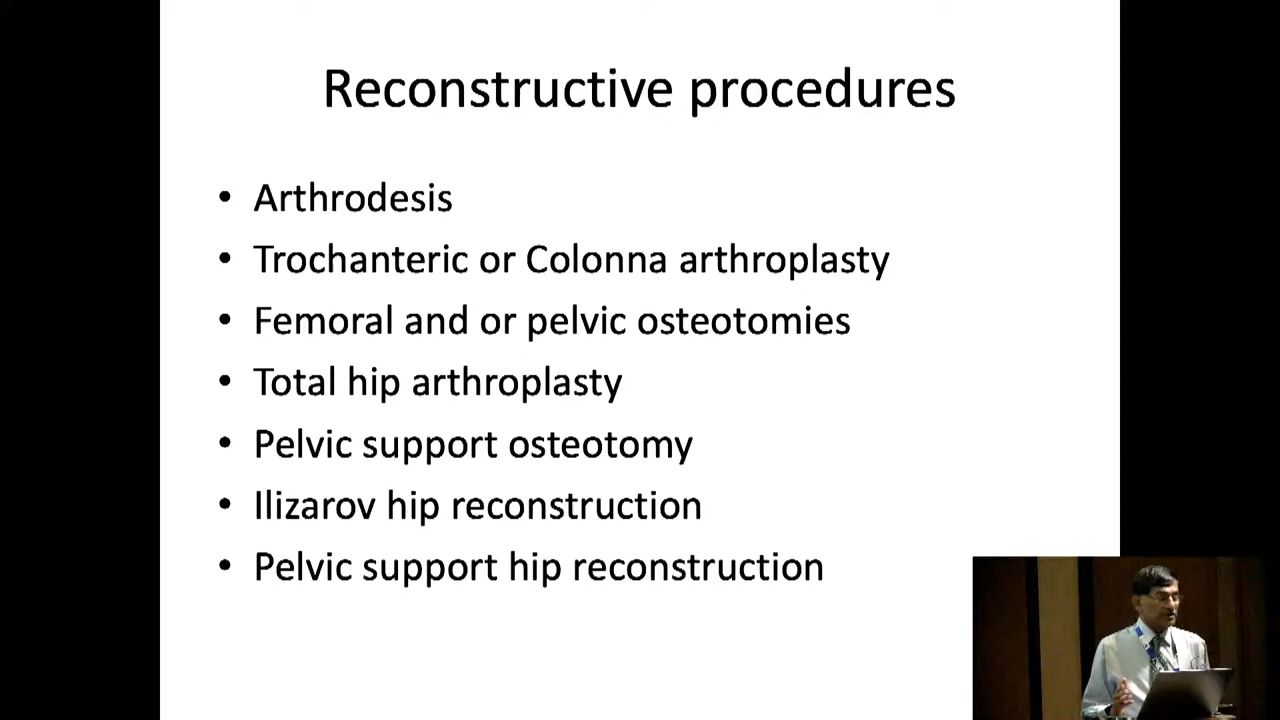 Reconstructive procedures
• Arthrodesis
• Trochanteric or Colonna arthroplasty
• Femoral and or pelvic osteotomies
• Total hip arthroplasty
• Pelvic support osteotomy
• Ilizarov hip reconstruction
• Pelvic support hip reconstruction